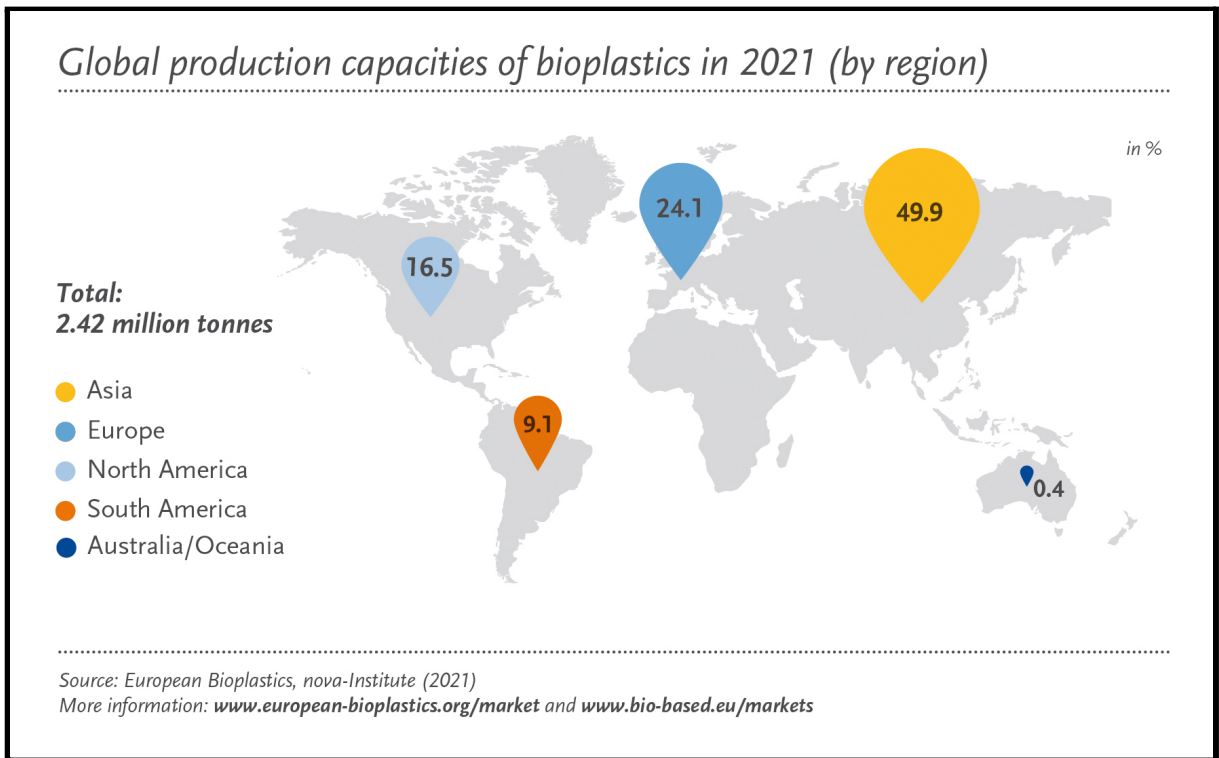 Global production capacities of bioplastics in 2021 (by region)
in %
24.1
49.9
16.5
Total:
2.42 million tonnes
Asia
9.1
Europe
North America
0.4
South America
Australia/Oceania
Source: European Bioplastics, nova-Institute (2021)
More information: www.european-bioplastics.org/market and www.bio-based.eu/markets